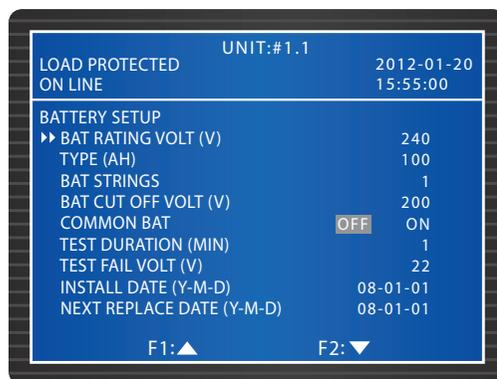 UNIT:#1.1
LOAD PROTECTED 2012-01-20
ON LINE 15:55:00
BATTERY SETUP
BAT RATING VOLT (V) 240
TYPE (AH) 100
BAT STRINGS 1
BAT CUT OFF VOLT (V) 200
COMMON BAT OFF ON
TEST DURATION (MIN) 1
TEST FAIL VOLT (V) 22
INSTALL DATE (Y-M-D) 08-01-01
NEXT REPLACE DATE (Y-M-D) 08-01-01
F1:▲ F2:▼